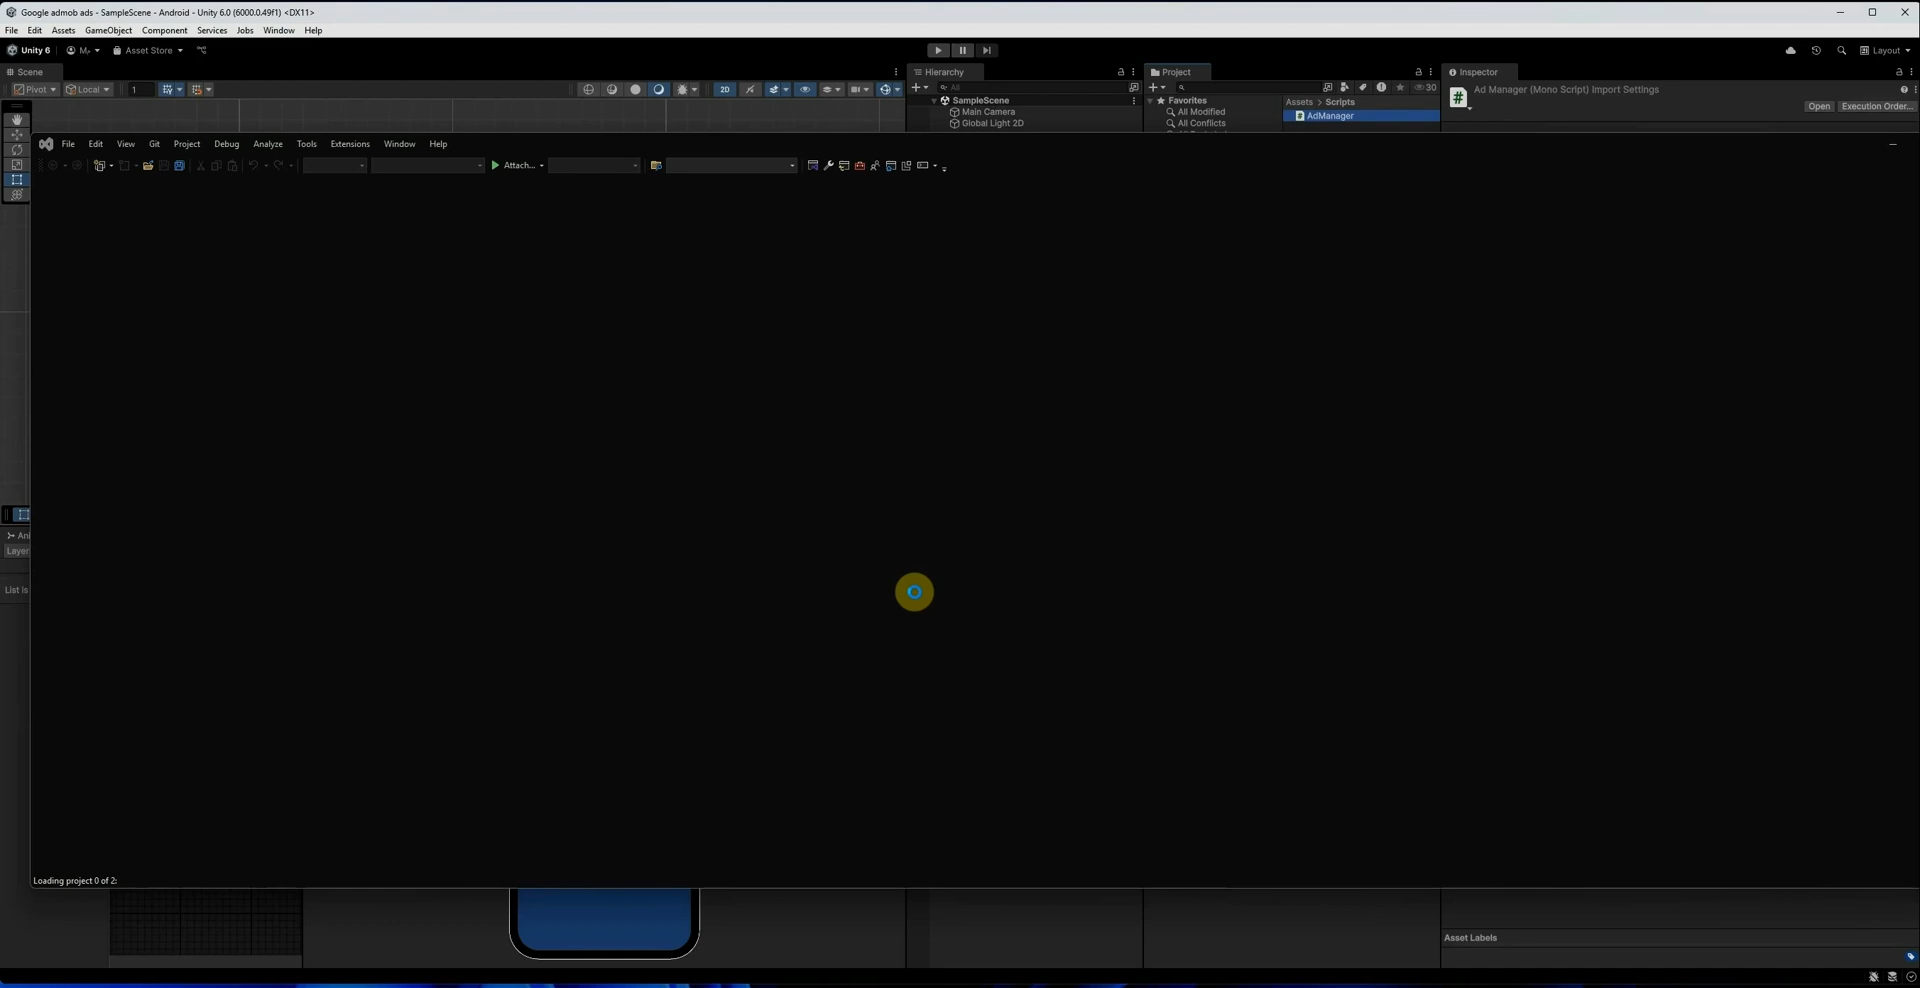 Google admob ads - SampleScene - Android - Unity 6.0 (6000.0.49f1) <DX11>
File Edit Assets GameObject Component Services Jobs Window Help
Unity 6 Asset Store Layout
Scene Hierarchy Project Inspector
Pivot Local 1 2D All 30 Ad Manager (Mono Script) Import Settings
SampleScene Favorites Assets > Scripts Open Execution Order...
Main Camera All Modified AdManager
Global Light 2D All Conflicts
File Edit View Git Project Debug Analyze Tools Extensions Window Help
Attach...
Ani
Layer
List is
Loading project 0 of 2:
Asset Labels